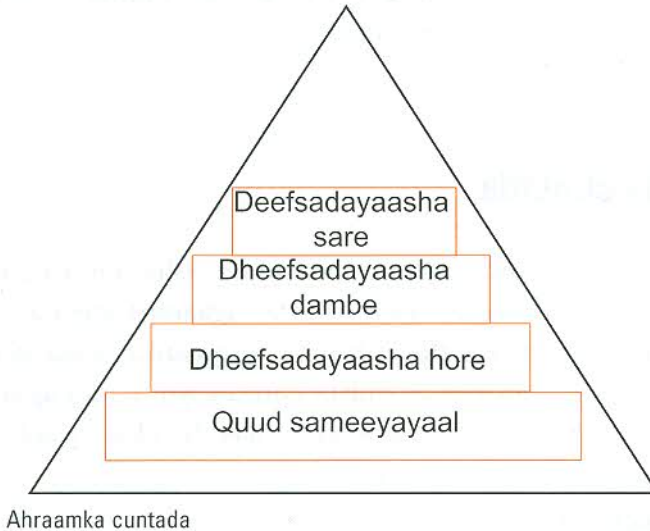 Deefsadayaasha
sare
Dheefsadayaasha
dambe
Dheefsadayaasha hore
Quud sameeyayaal
Ahraamka cuntada